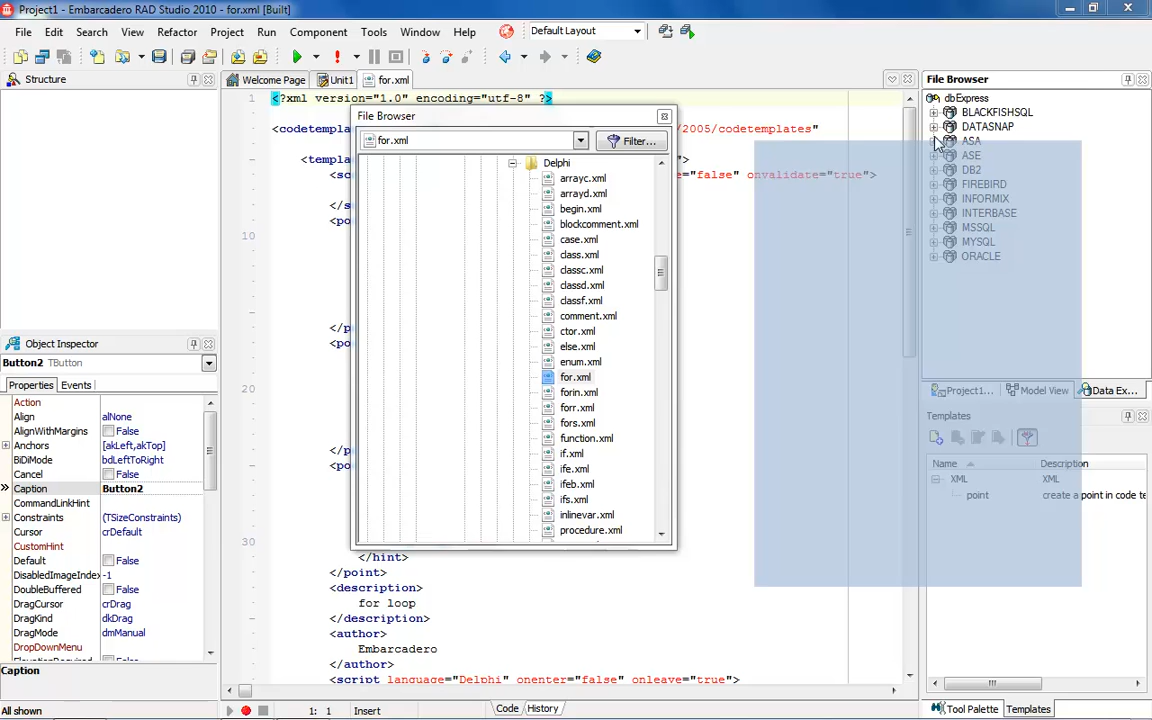 Project1 - Embarcadero RAD Studio 2010 - for.xml [Built]
File Edit Search View Refactor Project Run Component Tools Window Help Default Layout
Structure
Welcome Page Unit1 for.xml
1 <?xml version="1.0" encoding="utf-8" ?>
<codetempl /2005/codetemplates"
<templa
<sc ="false" onvalidate="true">
</s
<po
10
</p
<po
20
</p
<po
30
</hint>
</point>
<description>
for loop
</description>
<author>
Embarcadero
</author>
<script language="Delphi" onenter="false" onleave="true">
1: 1 Insert Code History
File Browser
for.xml Filter...
Delphi
arrayc.xml
arrayd.xml
begin.xml
blockcomment.xml
case.xml
class.xml
classc.xml
classd.xml
classf.xml
comment.xml
ctor.xml
else.xml
enum.xml
for.xml
forin.xml
forr.xml
fors.xml
function.xml
if.xml
ife.xml
ifeb.xml
ifs.xml
inlinevar.xml
procedure.xml
File Browser
dbExpress
BLACKFISHSQL
DATASNAP
ASA
ASE
DB2
FIREBIRD
INFORMIX
INTERBASE
MSSQL
MYSQL
ORACLE
Project1... Model View Data Ex...
Templates
Name Description
XML XML
point create a point in code te
Tool Palette Templates
Object Inspector
Button2 TButton
Properties Events
Action
Align alNone
AlignWithMargins False
Anchors [akLeft,akTop]
BiDiMode bdLeftToRight
Cancel False
Caption Button2
CommandLinkHint
Constraints (TSizeConstraints)
Cursor crDefault
CustomHint
Default False
DisabledImageIndex -1
DoubleBuffered False
DragCursor crDrag
DragKind dkDrag
DragMode dmManual
DropDownMenu
Caption
All shown